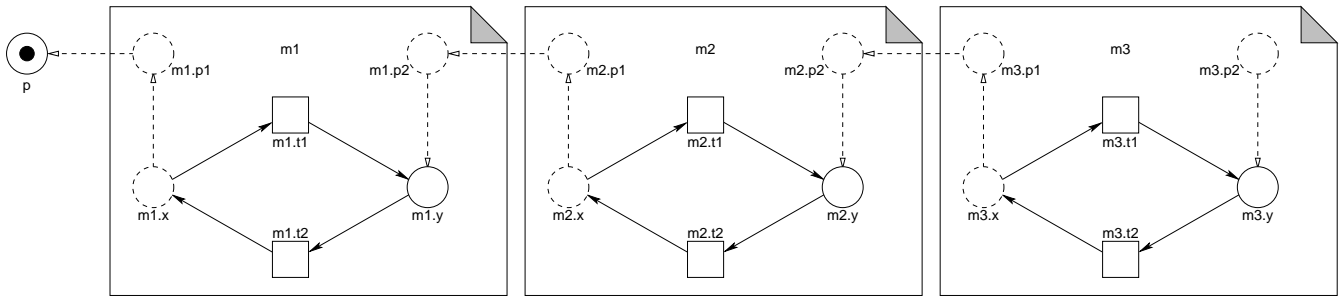 p
m1
m1.p1
m1.p2
m1.t1
m1.x
m1.y
m1.t2
m2
m2.p1
m2.p2
m2.t1
m2.x
m2.y
m2.t2
m3
m3.p1
m3.p2
m3.t1
m3.x
m3.y
m3.t2